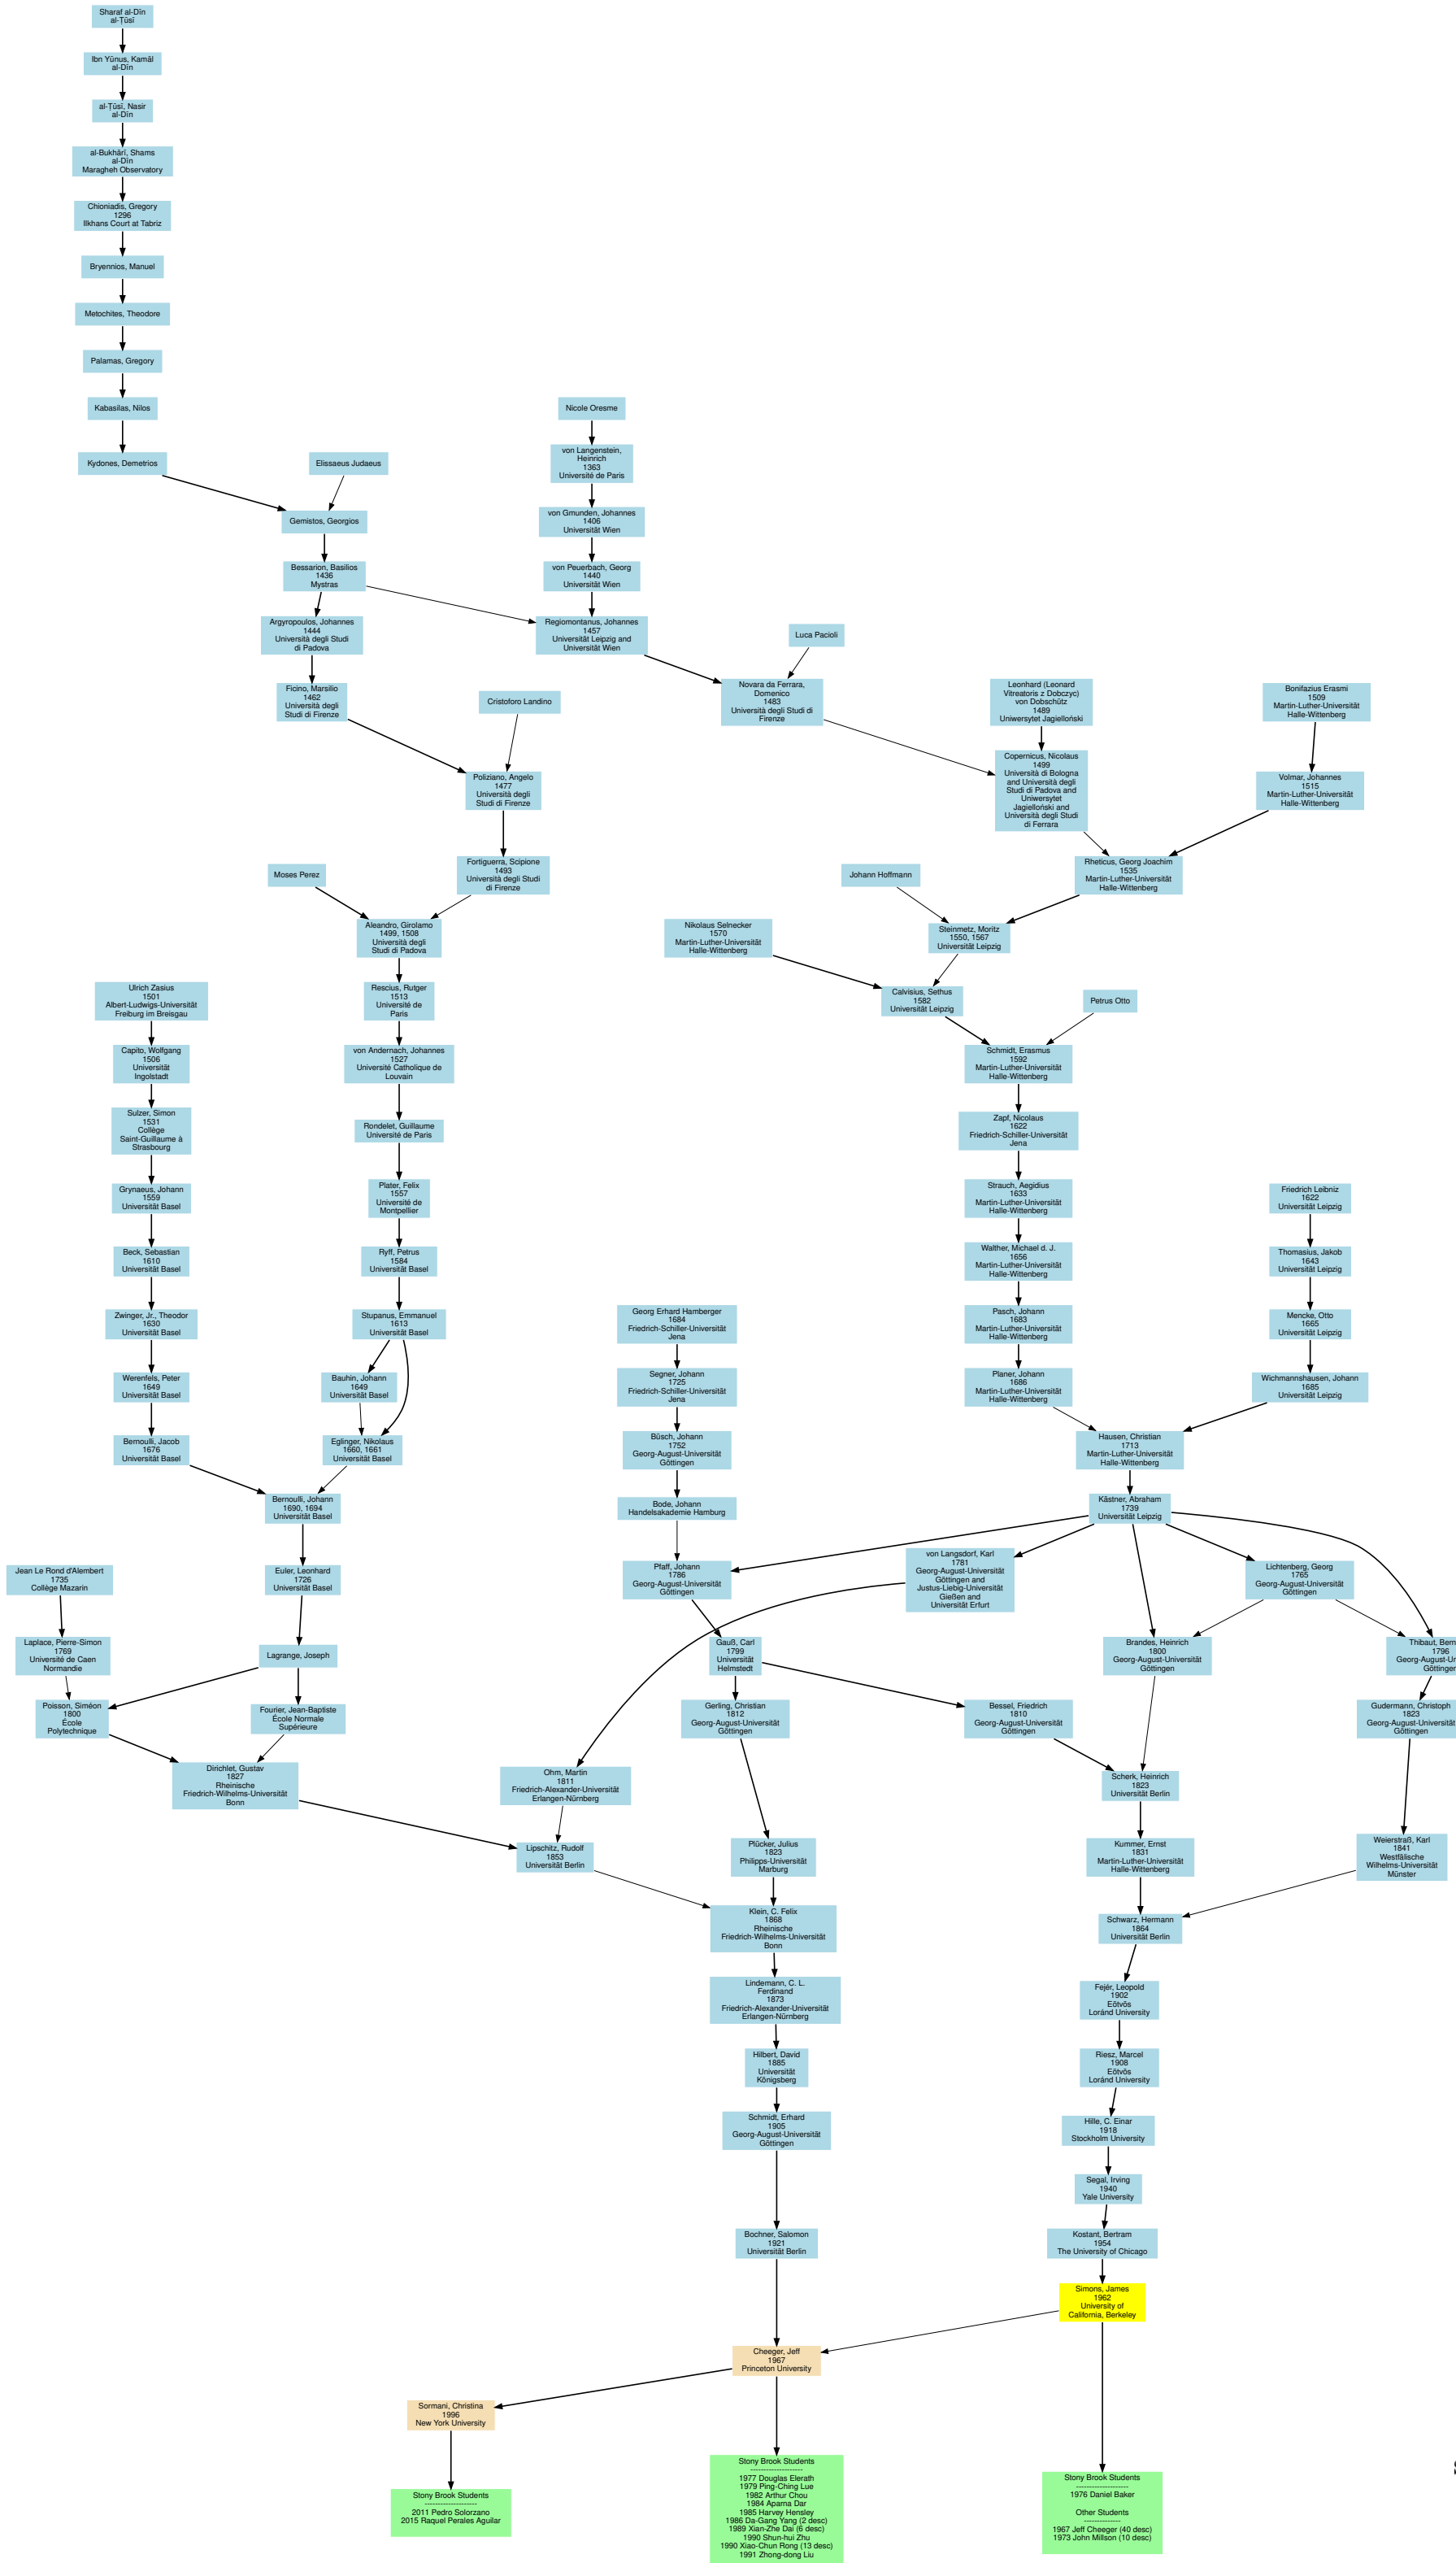 Sharaf al-Dīn
al-Ṭūsī
Ibn Yūnus, Kamāl
al-Dīn
al-Ṭūsī, Nasir
al-Dīn
al-Bukhārī, Shams
al-Dīn
Maragheh Observatory
Chioniadis, Gregory
1296
Ilkhans Court at Tabriz
Bryennios, Manuel
Metochites, Theodore
Palamas, Gregory
Kabasilas, Nilos
Nicole Oresme
Kydones, Demetrios
Elissaeus Judaeus
von Langenstein,
Heinrich
1363
Université de Paris
Gemistos, Georgios
von Gmunden, Johannes
1406
Universität Wien
Bessarion, Basilios
1436
Mystras
von Peuerbach, Georg
1440
Universität Wien
Argyropoulos, Johannes
1444
Università degli Studi
di Padova
Regiomontanus, Johannes
1457
Universität Leipzig and
Universität Wien
Luca Pacioli
Ficino, Marsilio
1462
Università degli
Studi di Firenze
Cristoforo Landino
Novara da Ferrara,
Domenico
1483
Università degli Studi di
Firenze
Leonhard (Leonard
Vitreatoris z Dobczyc)
von Dobschütz
1489
Uniwersytet Jagielloński
Bonifazius Erasmi
1509
Martin-Luther-Universität
Halle-Wittenberg
Poliziano, Angelo
1477
Università degli
Studi di Firenze
Copernicus, Nicolaus
1499
Università di Bologna
and Università degli
Studi di Padova and
Uniwersytet
Jagielloński and
Università degli Studi
di Ferrara
Volmar, Johannes
1515
Martin-Luther-Universität
Halle-Wittenberg
Moses Perez
Fortiguerra, Scipione
1493
Università degli Studi
di Firenze
Johann Hoffmann
Rheticus, Georg Joachim
1535
Martin-Luther-Universität
Halle-Wittenberg
Aleandro, Girolamo
1499, 1508
Università degli
Studi di Padova
Nikolaus Selnecker
1570
Martin-Luther-Universität
Halle-Wittenberg
Steinmetz, Moritz
1550, 1567
Universität Leipzig
Ulrich Zasius
1501
Albert-Ludwigs-Universität
Freiburg im Breisgau
Rescius, Rutger
1513
Université de
Paris
Calvisius, Sethus
1582
Universität Leipzig
Petrus Otto
Capito, Wolfgang
1506
Universität
Ingolstadt
von Andernach, Johannes
1527
Université Catholique de
Louvain
Schmidt, Erasmus
1592
Martin-Luther-Universität
Halle-Wittenberg
Sulzer, Simon
1531
Collège
Saint-Guillaume à
Strasbourg
Rondelet, Guillaume
Université de Paris
Zapf, Nicolaus
1622
Friedrich-Schiller-Universität
Jena
Grynaeus, Johann
1559
Universität Basel
Plater, Felix
1557
Université de
Montpellier
Strauch, Aegidius
1633
Martin-Luther-Universität
Halle-Wittenberg
Friedrich Leibniz
1622
Universität Leipzig
Beck, Sebastian
1610
Universität Basel
Ryff, Petrus
1584
Universität Basel
Walther, Michael d. J.
1656
Martin-Luther-Universität
Halle-Wittenberg
Thomasius, Jakob
1643
Universität Leipzig
Zwinger, Jr., Theodor
1630
Universität Basel
Stupanus, Emmanuel
1613
Universität Basel
Georg Erhard Hamberger
1684
Friedrich-Schiller-Universität
Jena
Pasch, Johann
1683
Martin-Luther-Universität
Halle-Wittenberg
Mencke, Otto
1665
Universität Leipzig
Werenfels, Peter
1649
Universität Basel
Bauhin, Johann
1649
Universität Basel
Segner, Johann
1725
Friedrich-Schiller-Universität
Jena
Planer, Johann
1686
Martin-Luther-Universität
Halle-Wittenberg
Wichmannshausen, Johann
1685
Universität Leipzig
Bernoulli, Jacob
1676
Universität Basel
Eglinger, Nikolaus
1660, 1661
Universität Basel
Büsch, Johann
1752
Georg-August-Universität
Göttingen
Hausen, Christian
1713
Martin-Luther-Universität
Halle-Wittenberg
Bernoulli, Johann
1690, 1694
Universität Basel
Bode, Johann
Handelsakademie Hamburg
Kästner, Abraham
1739
Universität Leipzig
Jean Le Rond d'Alembert
1735
Collège Mazarin
Euler, Leonhard
1726
Universität Basel
Pfaff, Johann
1786
Georg-August-Universität
Göttingen
von Langsdorf, Karl
1781
Georg-August-Universität
Göttingen and
Justus-Liebig-Universität
Gießen and
Universität Erfurt
Lichtenberg, Georg
1765
Georg-August-Universität
Göttingen
Laplace, Pierre-Simon
1769
Université de Caen
Normandie
Lagrange, Joseph
Gauß, Carl
1799
Universität
Helmstedt
Brandes, Heinrich
1800
Georg-August-Universität
Göttingen
Thibaut, Bern
1796
Georg-August-Un
Göttinge
Poisson, Siméon
1800
École
Polytechnique
Fourier, Jean-Baptiste
École Normale
Supérieure
Gerling, Christian
1812
Georg-August-Universität
Göttingen
Bessel, Friedrich
1810
Georg-August-Universität
Göttingen
Gudermann, Christoph
1823
Georg-August-Universität
Göttingen
Dirichlet, Gustav
1827
Rheinische
Friedrich-Wilhelms-Universität
Bonn
Ohm, Martin
1811
Friedrich-Alexander-Universität
Erlangen-Nürnberg
Scherk, Heinrich
1823
Universität Berlin
Lipschitz, Rudolf
1853
Universität Berlin
Plücker, Julius
1823
Philipps-Universität
Marburg
Kummer, Ernst
1831
Martin-Luther-Universität
Halle-Wittenberg
Weierstraß, Karl
1841
Westfälische
Wilhelms-Universität
Münster
Klein, C. Felix
1868
Rheinische
Friedrich-Wilhelms-Universität
Bonn
Schwarz, Hermann
1864
Universität Berlin
Lindemann, C. L.
Ferdinand
1873
Friedrich-Alexander-Universität
Erlangen-Nürnberg
Fejér, Leopold
1902
Eötvös
Loránd University
Hilbert, David
1885
Universität
Königsberg
Riesz, Marcel
1908
Eötvös
Loránd University
Schmidt, Erhard
1905
Georg-August-Universität
Göttingen
Hille, C. Einar
1918
Stockholm University
Segal, Irving
1940
Yale University
Bochner, Salomon
1921
Universität Berlin
Kostant, Bertram
1954
The University of Chicago
Simons, James
1962
University of
California, Berkeley
Cheeger, Jeff
1967
Princeton University
Sormani, Christina
1996
New York University
Stony Brook Students
--------------------
2011 Pedro Solorzano
2015 Raquel Perales Aguilar
Stony Brook Students
--------------------
1977 Douglas Elerath
1979 Ping-Ching Lue
1982 Arthur Chou
1984 Aparna Dar
1985 Harvey Hensley
1986 Da-Gang Yang (2 desc)
1989 Xian-Zhe Dai (6 desc)
1990 Shun-hui Zhu
1990 Xiao-Chun Rong (13 desc)
1991 Zhong-dong Liu
Stony Brook Students
--------------------
1976 Daniel Baker
Other Students
--------------
1967 Jeff Cheeger (40 desc)
1973 John Millson (10 desc)